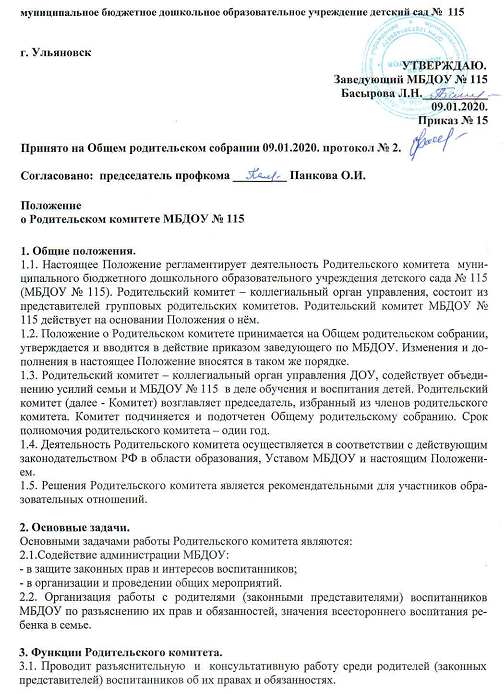 муниципальное бюджетное дошкольное образовательное учреждение детский сад № 115
г. Ульяновск
УТВЕРЖДАЮ.
Заведующий МБДОУ № 115
Басырова Л.Н.
09.01.2020.
Приказ № 15
Принято на Общем родительском собрании 09.01.2020. протокол № 2.
Согласовано: председатель профкома ________ Панкова О.И.
Положение
о Родительском комитете МБДОУ № 115
1. Общие положения.
1.1. Настоящее Положение регламентирует деятельность Родительского комитета муни-
ципального бюджетного дошкольного образовательного учреждения детского сада № 115
(МБДОУ № 115). Родительский комитет – коллегиальный орган управления, состоит из
представителей групповых родительских комитетов. Родительский комитет МБДОУ №
115 действует на основании Положения о нём.
1.2. Положение о Родительском комитете принимается на Общем родительском собрании,
утверждается и вводится в действие приказом заведующего по МБДОУ. Изменения и до-
полнения в настоящее Положение вносятся в таком же порядке.
1.3. Родительский комитет – коллегиальный орган управления ДОУ, содействует объеди-
нению усилий семьи и МБДОУ № 115 в деле обучения и воспитания детей. Родительский
комитет (далее - Комитет) возглавляет председатель, избранный из членов родительского
комитета. Комитет подчиняется и подотчетен Общему родительскому собранию. Срок
полномочия родительского комитета – один год.
1.4. Деятельность Родительского комитета осуществляется в соответствии с действующим
законодательством РФ в области образования, Уставом МБДОУ и настоящим Положени-
ем.
1.5. Решения Родительского комитета является рекомендательными для участников обра-
зовательных отношений.
2. Основные задачи.
Основными задачами работы Родительского комитета являются:
2.1.Содействие администрации МБДОУ:
- в защите законных прав и интересов воспитанников;
- в организации и проведении общих мероприятий.
2.2. Организация работы с родителями (законными представителями) воспитанников
МБДОУ по разъяснению их прав и обязанностей, значения всестороннего воспитания ре-
бенка в семье.
3. Функции Родительского комитета.
3.1. Проводит разъяснительную и консультативную работу среди родителей (законных
представителей) воспитанников об их правах и обязанностях.